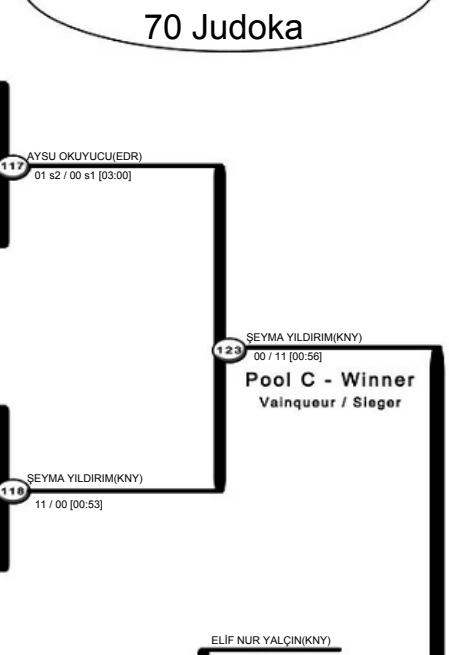 70 Judoka
117
AYSU OKUYUCU(EDR)
01 s2 / 00 s1 [03:00]
123
ŞEYMA YILDIRIM(KNY)
00 / 11 [00:56]
Pool C - Winner
Vainqueur / Sieger
118
ŞEYMA YILDIRIM(KNY)
11 / 00 [00:53]
ELİF NUR YALÇIN(KNY)